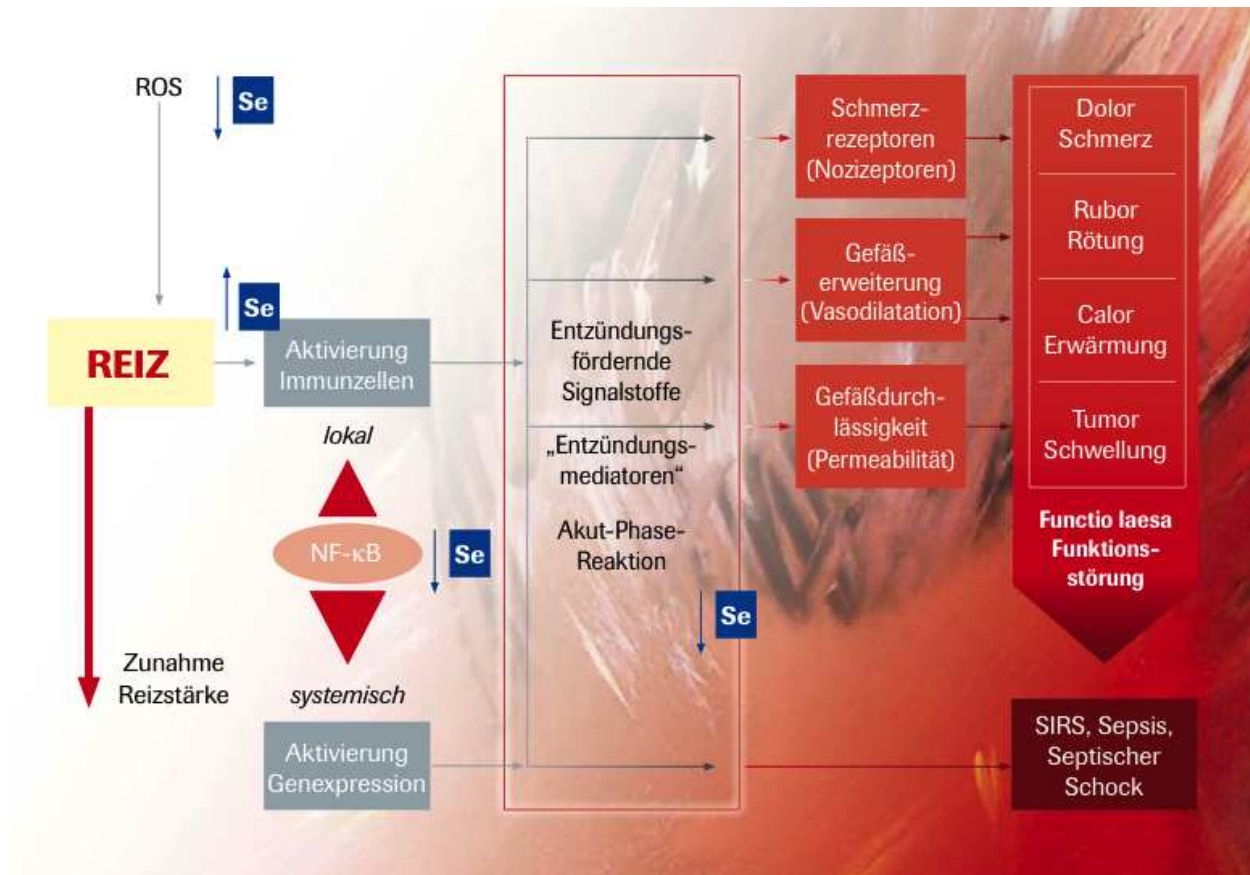 ROS
Se
Se
REIZ
Aktivierung
Immunzellen
lokal
NF-κB
Se
systemisch
Zunahme
Reizstärke
Aktivierung
Genexpression
Entzündungs-
fördernde
Signalstoffe
„Entzündungs-
mediatoren“
Akut-Phase-
Reaktion
Se
Schmerz-
rezeptoren
(Nozizeptoren)
Gefäß-
erweiterung
(Vasodilatation)
Gefäßdurch-
lässigkeit
(Permeabilität)
Dolor
Schmerz
Rubor
Rötung
Calor
Erwärmung
Tumor
Schwellung
Functio laesa
Funktions-
störung
SIRS, Sepsis,
Septischer
Schock